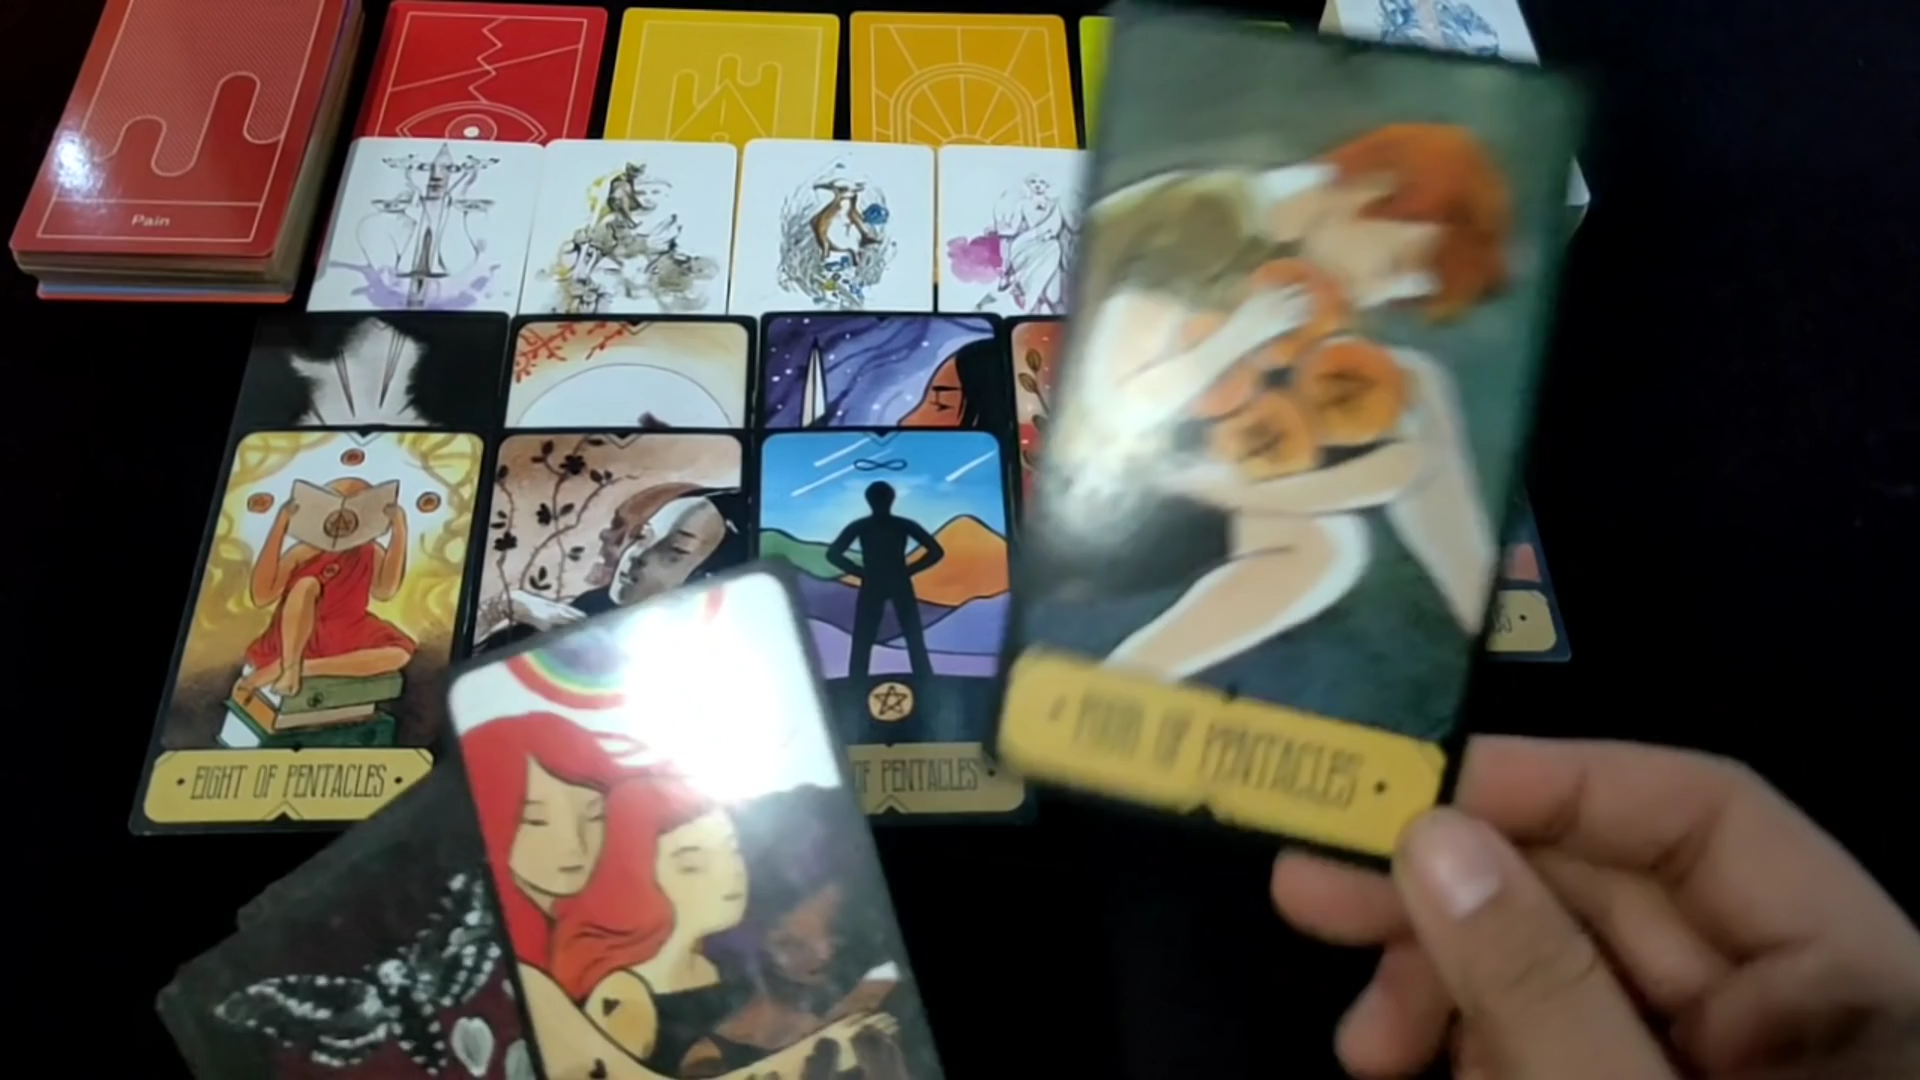 Pain
• EIGHT OF PENTACLES •
OF PENTACLES •
• FOUR OF PENTACLES •